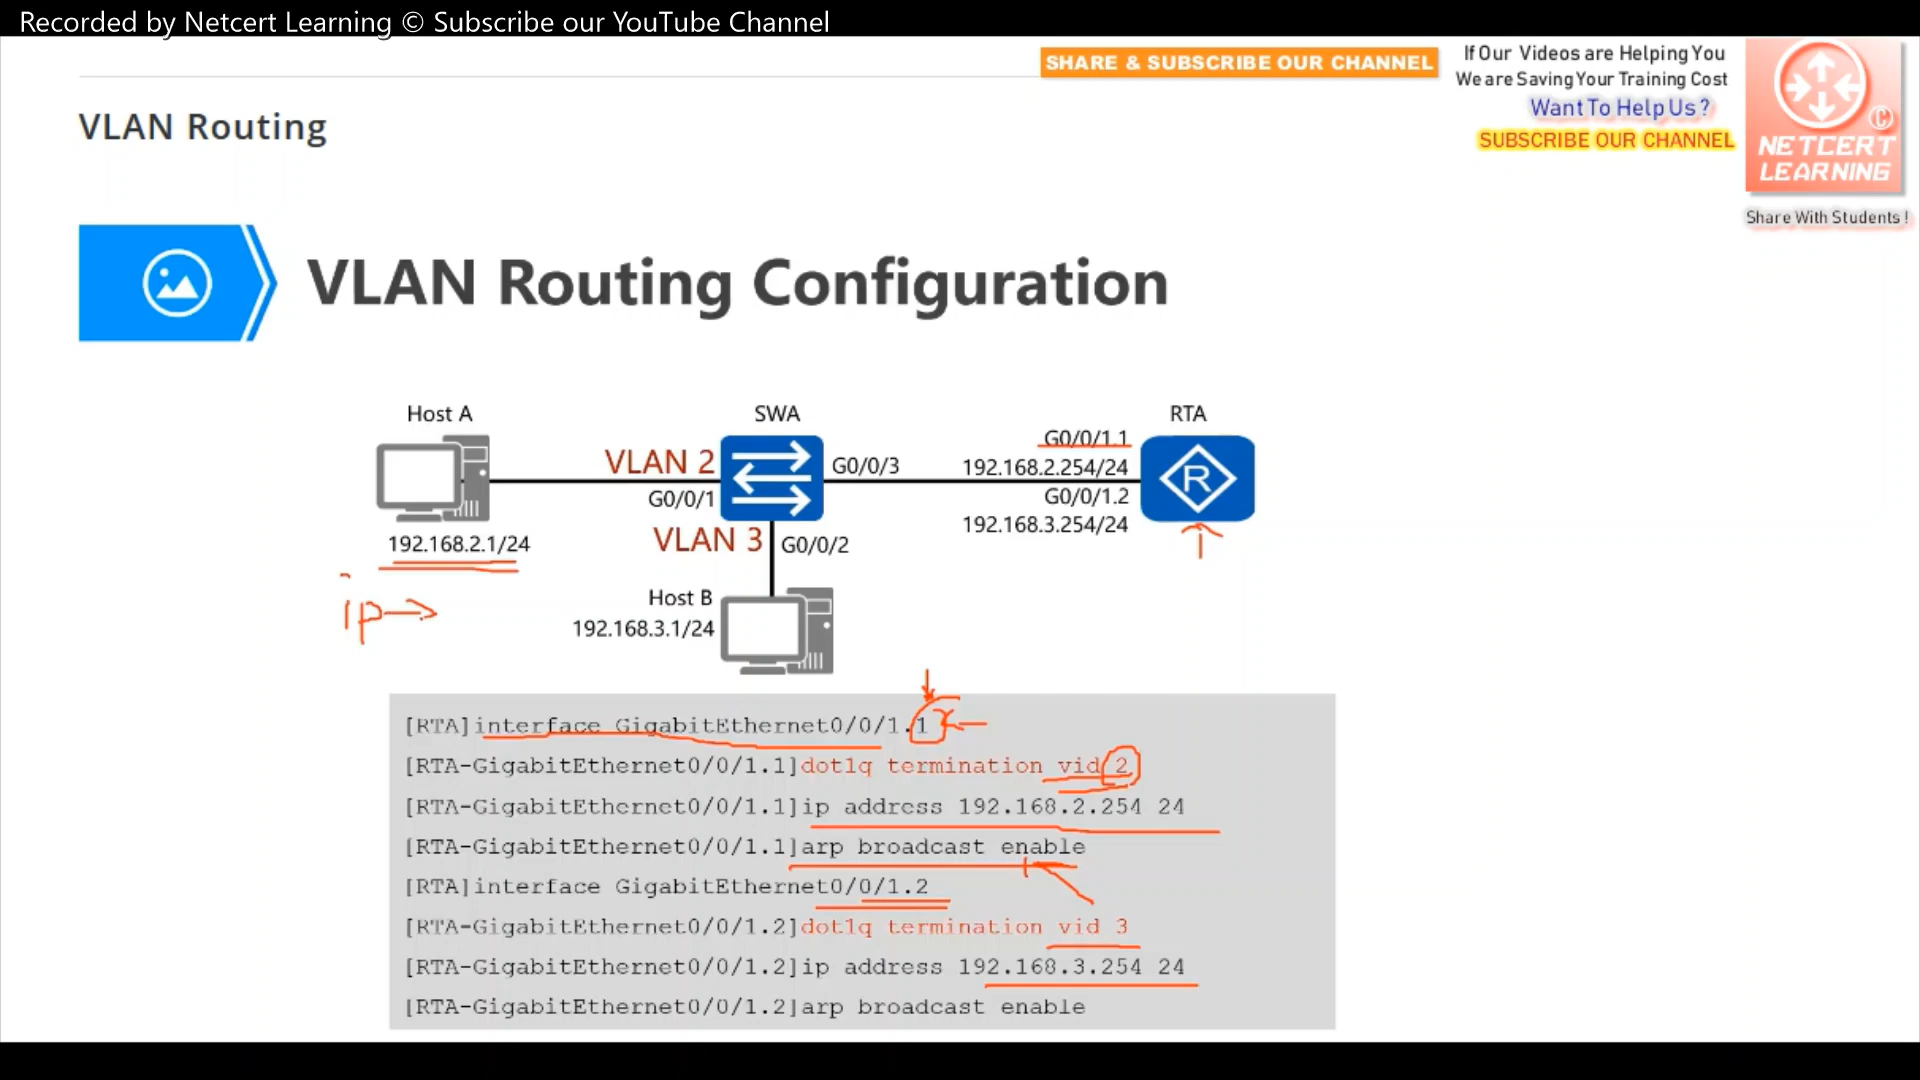 Recorded by Netcert Learning © Subscribe our YouTube Channel
SHARE & SUBSCRIBE OUR CHANNEL
If Our Videos are Helping You
We are Saving Your Training Cost
Want To Help Us ?
SUBSCRIBE OUR CHANNEL
©
NETCERT
LEARNING
Share With Students !
VLAN Routing
VLAN Routing Configuration
Host A
SWA
RTA
G0/0/1.1
VLAN 2
G0/0/3
192.168.2.254/24
R
G0/0/1
G0/0/1.2
192.168.3.254/24
192.168.2.1/24
VLAN 3
G0/0/2
ip
Host B
192.168.3.1/24
[RTA]interface GigabitEthernet0/0/1.1
[RTA-GigabitEthernet0/0/1.1]dot1q termination vid 2
[RTA-GigabitEthernet0/0/1.1]ip address 192.168.2.254 24
[RTA-GigabitEthernet0/0/1.1]arp broadcast enable
[RTA]interface GigabitEthernet0/0/1.2
[RTA-GigabitEthernet0/0/1.2]dot1q termination vid 3
[RTA-GigabitEthernet0/0/1.2]ip address 192.168.3.254 24
[RTA-GigabitEthernet0/0/1.2]arp broadcast enable